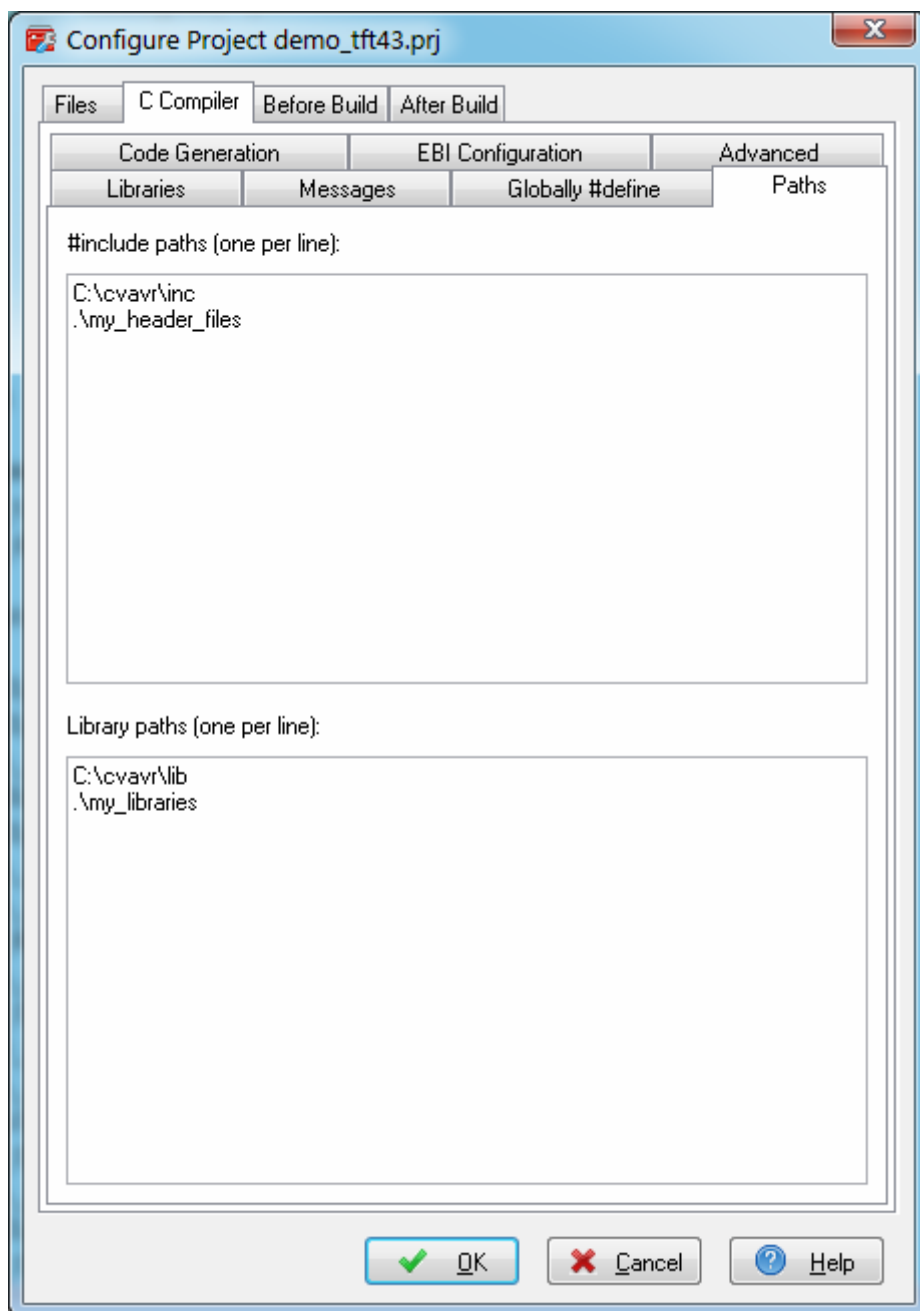 Configure Project demo_tft43.prj
Files C Compiler Before Build After Build
Code Generation EBI Configuration Advanced
Libraries Messages Globally #define Paths
#include paths (one per line):
C:\cvavr\inc
.\my_header_files
Library paths (one per line):
C:\cvavr\lib
.\my_libraries
OK Cancel Help